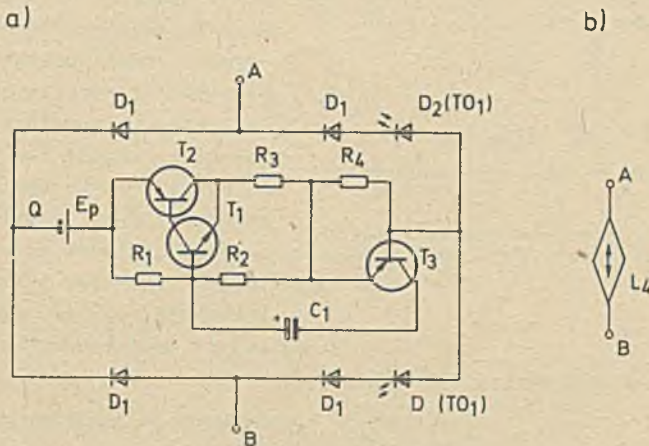 a)
b)
A
D1
D1
D2(TO1)
T2
R3
R4
A
Q
Ep
T1
R1
R2
T3
L4
+
C1
B
D1
D1
D (TO1)
B